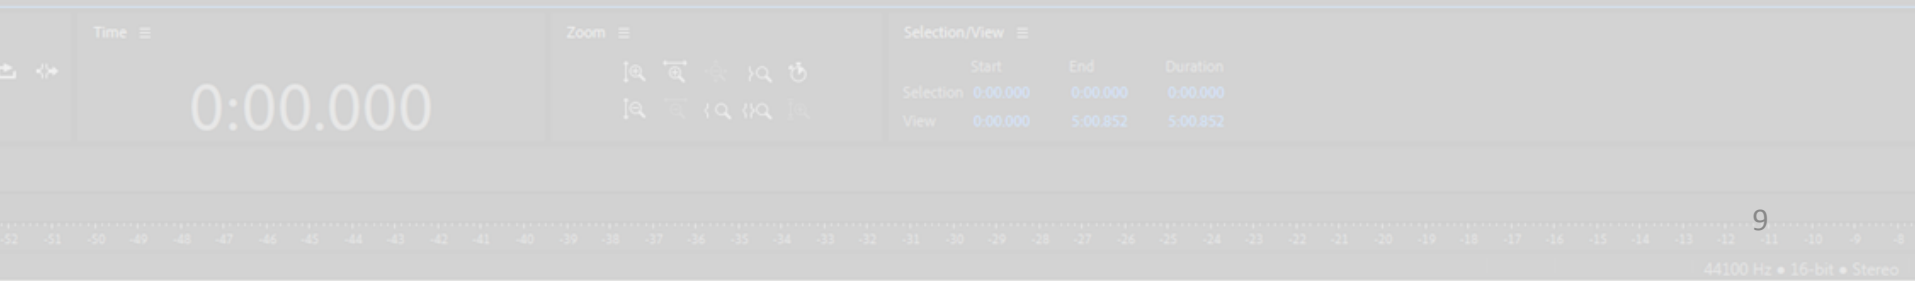 Time
Zoom
Selection/View
0:00.000
Start End Duration
Selection 0:00.000 0:00.000 0:00.000
View 0:00.000 5:00.852 5:00.852
9
-52 -51 -50 -49 -48 -47 -46 -45 -44 -43 -42 -41 -40 -39 -38 -37 -36 -35 -34 -33 -32 -31 -30 -29 -28 -27 -26 -25 -24 -23 -22 -21 -20 -19 -18 -17 -16 -15 -14 -13 -12 -11 -10 -9 -8
44100 Hz ● 16-bit ● Stereo